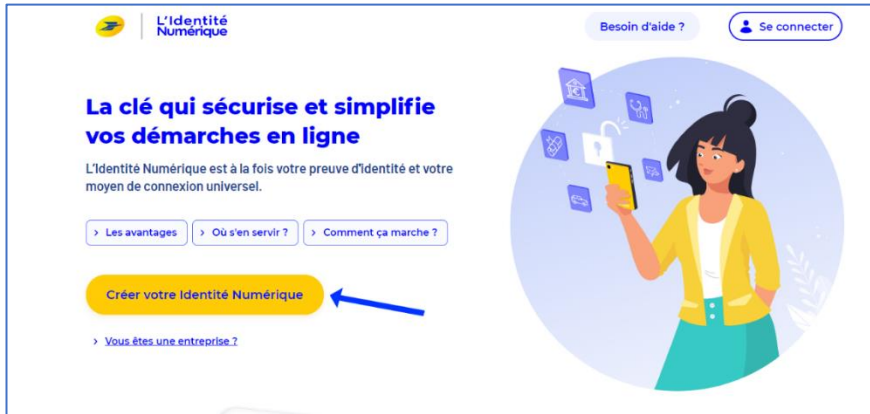 L'Identité
Numérique
Besoin d'aide ?
Se connecter
La clé qui sécurise et simplifie
vos démarches en ligne
L'Identité Numérique est à la fois votre preuve d'identité et votre
moyen de connexion universel.
> Les avantages > Où s'en servir ? > Comment ça marche ?
Créer votre Identité Numérique
> Vous êtes une entreprise ?